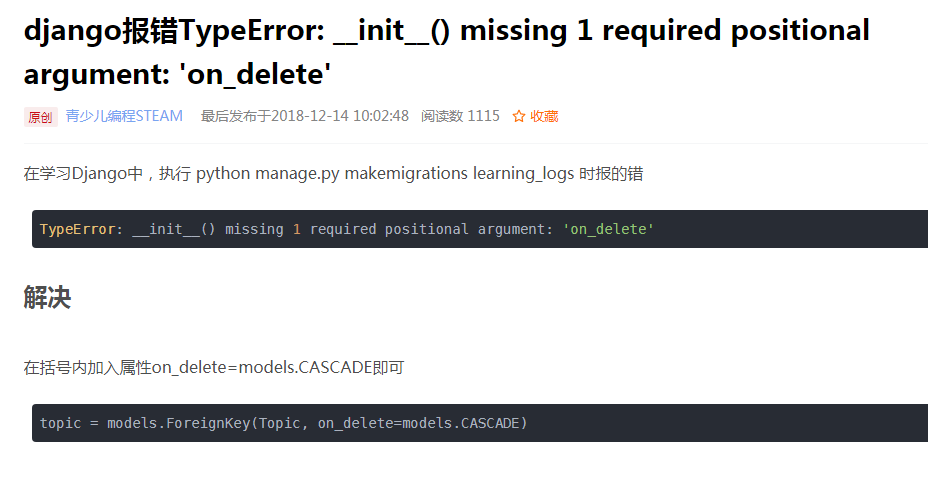 django报错TypeError: __init__() missing 1 required positional
argument: 'on_delete'
原创 青少儿编程STEAM 最后发布于2018-12-14 10:02:48 阅读数 1115 ☆ 收藏
在学习Django中，执行 python manage.py makemigrations learning_logs 时报的错
TypeError: __init__() missing 1 required positional argument: 'on_delete'
解决
在括号内加入属性on_delete=models.CASCADE即可
topic = models.ForeignKey(Topic, on_delete=models.CASCADE)